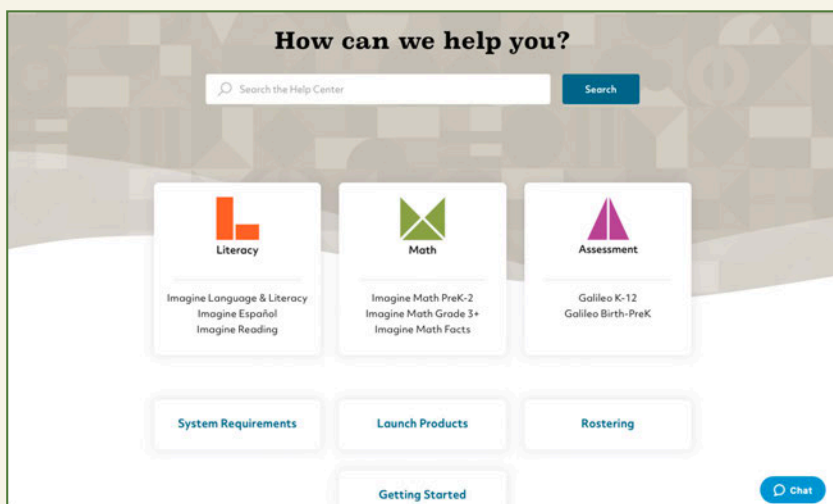 How can we help you?
Search the Help Center
Search
Literacy
Imagine Language & Literacy
Imagine Español
Imagine Reading
Math
Imagine Math PreK-2
Imagine Math Grade 3+
Imagine Math Facts
Assessment
Galileo K-12
Galileo Birth-PreK
System Requirements
Launch Products
Rostering
Getting Started
Chat